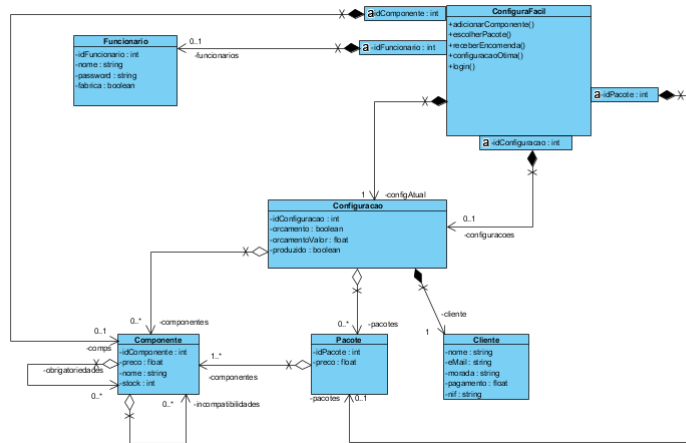 a -idComponente : int
ConfiguraFacil
+adicionarComponente()
+escolherPacote()
+receberEncomenda()
+configuracaoOtima()
+login()
Funcionario
-idFuncionario : int
-nome : string
-password : string
-fabrica : boolean
0..1
-funcionarios
a -idFuncionario : int
a -idPacote : int
a -idConfiguracao : int
1
-configAtual
Configuracao
-idConfiguracao : int
-orcamento : boolean
-orcamentoValor : float
-produzido : boolean
0..1
-configuracoes
0..*
-componentes
0..*
-pacotes
-cliente
1
0..1
-comps
Componente
-idComponente : int
-preco : float
-nome : string
-stock : int
-obrigatoriedades
0..*
0..*
-incompatibilidades
1..*
-componentes
Pacote
-idPacote : int
-preco : float
-pacotes
0..1
Cliente
-nome : string
-eMail : string
-morada : string
-pagamento : float
-nif : string